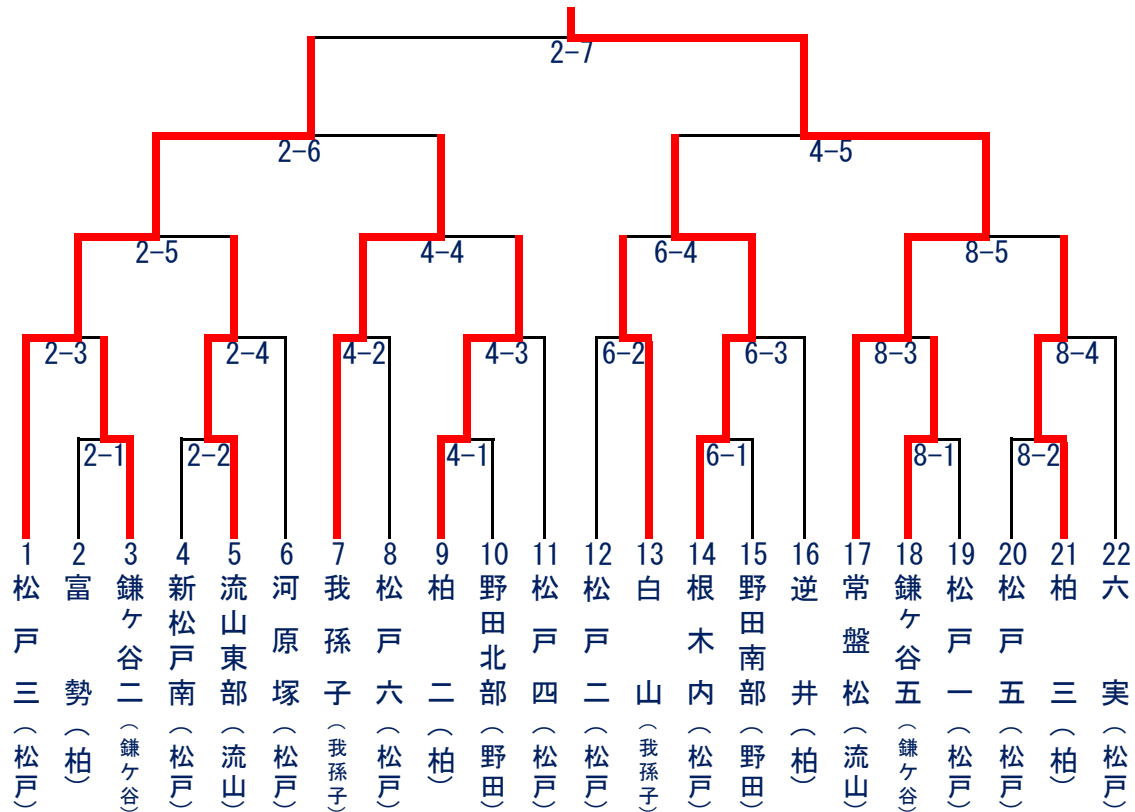 2-7
2-6
4-5
2-5
4-4
6-4
8-5
2-3
2-4
4-2
4-3
6-2
6-3
8-3
8-4
2-1
2-2
4-1
6-1
8-1
8-2
1 松戸三（松戸）
2 富勢（柏）
3 鎌ケ谷二（鎌ケ谷）
4 新松戸南（松戸）
5 流山東部（流山）
6 河原塚（松戸）
7 我孫子（我孫子）
8 松戸六（松戸）
9 柏二（柏）
10 野田北部（野田）
11 松戸四（松戸）
12 松戸二（松戸）
13 白山（我孫子）
14 根木内（松戸）
15 野田南部（野田）
16 逆井（柏）
17 常盤松（流山）
18 鎌ケ谷五（鎌ケ谷）
19 松戸一（松戸）
20 松戸五（松戸）
21 柏三（柏）
22 六実（松戸）